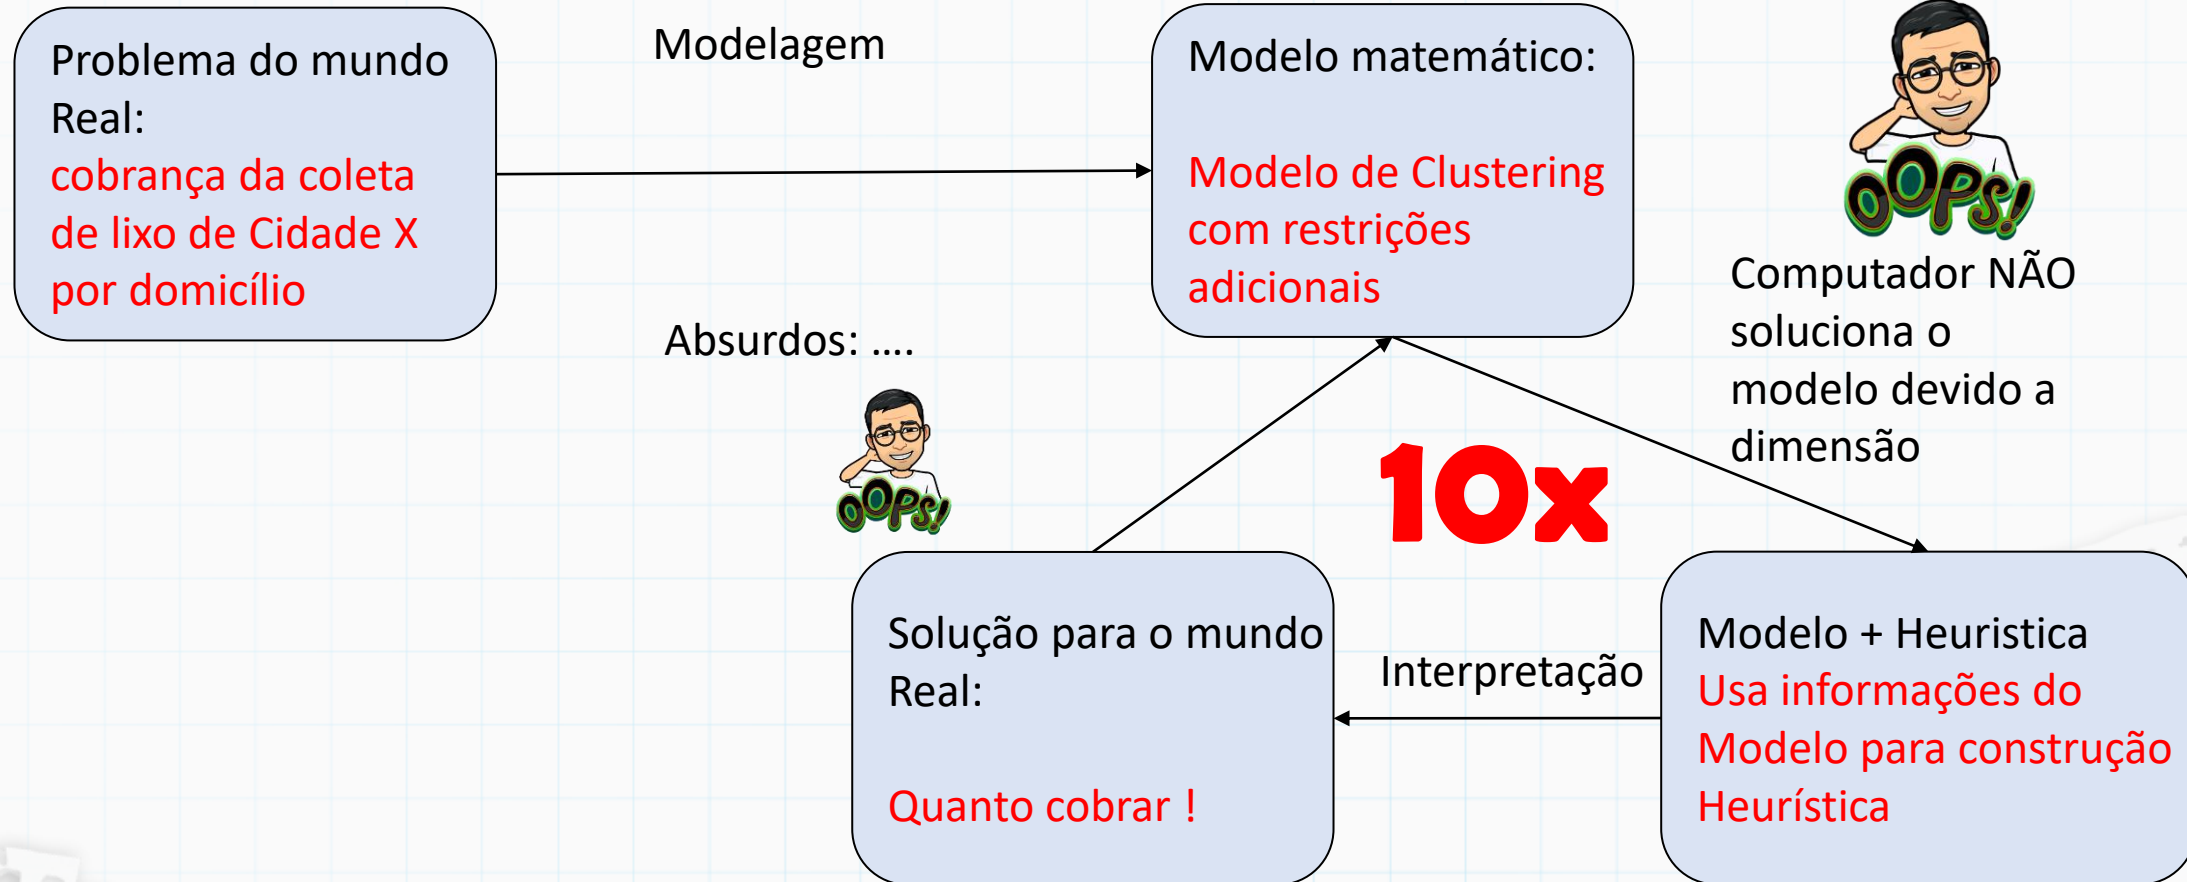 Problema do mundo
Real:
cobrança da coleta
de lixo de Cidade X
por domicílio
Modelagem
Modelo matemático:
Modelo de Clustering
com restrições
adicionais
OOPS!
Computador NÃO
soluciona o
modelo devido a
dimensão
Absurdos: ....
OOPS!
10x
Solução para o mundo
Real:
Quanto cobrar !
Interpretação
Modelo + Heuristica
Usa informações do
Modelo para construção
Heurística